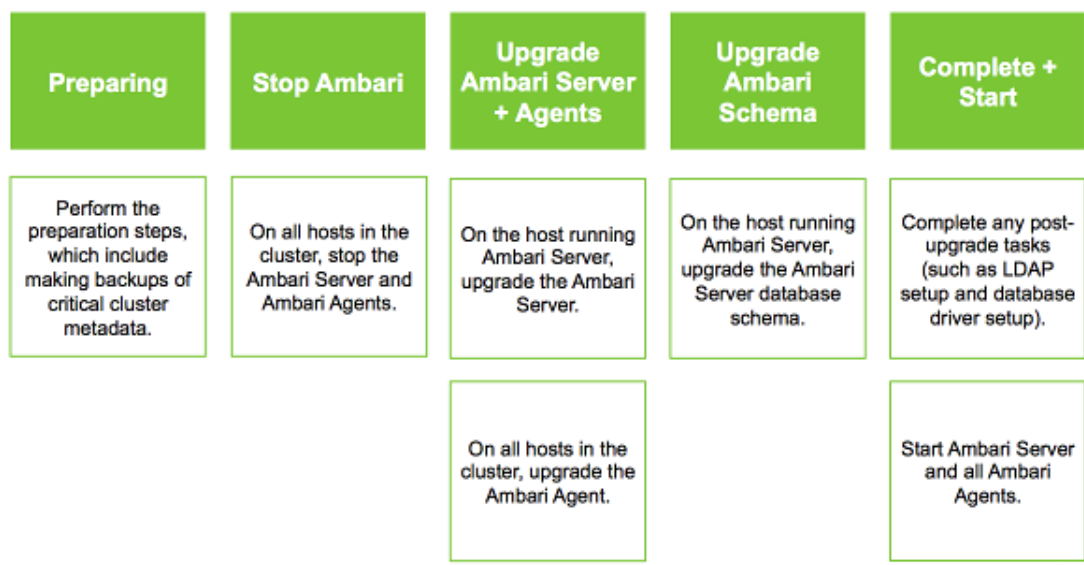 Preparing
Stop Ambari
Upgrade
Ambari Server
+ Agents
Upgrade
Ambari
Schema
Complete +
Start
Perform the
preparation steps,
which include
making backups of
critical cluster
metadata.
On all hosts in the
cluster, stop the
Ambari Server and
Ambari Agents.
On the host running
Ambari Server,
upgrade the Ambari
Server.
On the host running
Ambari Server,
upgrade the Ambari
Server database
schema.
Complete any post-
upgrade tasks
(such as LDAP
setup and database
driver setup).
On all hosts in the
cluster, upgrade the
Ambari Agent.
Start Ambari Server
and all Ambari
Agents.